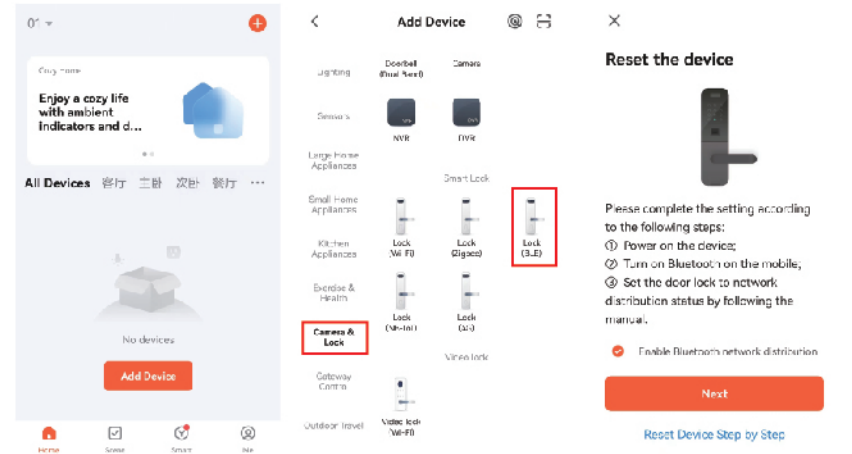 01
Cozy Home
Enjoy a cozy life
with ambient
indicators and d...
All Devices 客厅 主卧 次卧 餐厅 ...
No devices
Add Device
Home Scene Smart Me
Add Device
Lighting
Sensors
Large Home
Appliances
Small Home
Appliances
Kitchen
Appliances
Exercise &
Health
Camera &
Lock
Gateway
Control
Outdoor Travel
Doorbell
(Dual Band)
Camera
NVR
DVR
Smart Lock
Lock
(Wi-Fi)
Lock
(Zigbee)
Lock
(BLE)
Lock
(NB-IoT)
Lock
(4G)
Video lock
Video lock
(Wi-Fi)
Reset the device
Please complete the setting according
to the following steps:
① Power on the device;
② Turn on Bluetooth on the mobile;
③ Set the door lock to network
distribution status by following the
manual.
Enable Bluetooth network distribution
Next
Reset Device Step by Step